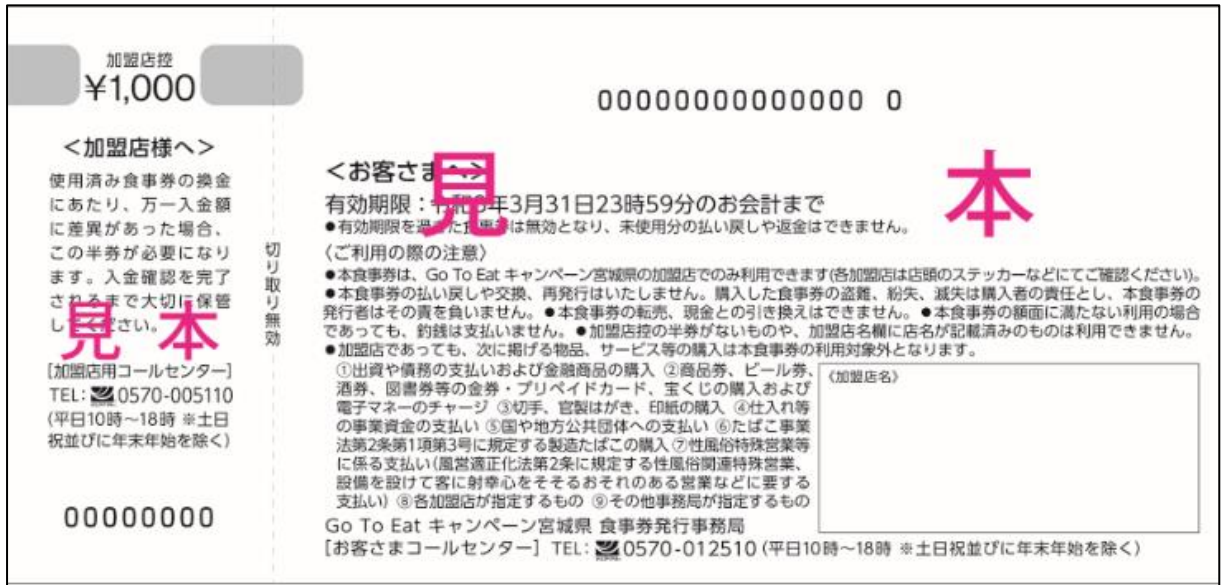 加盟店控
¥1,000
<加盟店様へ>
使用済み食事券の換金
にあたり、万一入金額
に差異があった場合、
この半券が必要になり
ます。入金確認を完了
されるまで大切に保管
してください。
見本
[加盟店用コールセンター]
TEL: 0570-005110
(平日10時〜18時 ※土日
祝並びに年末年始を除く)
00000000
切り取り無効
00000000000000 0
見 本
<お客さまへ>
有効期限:令和3年3月31日23時59分のお会計まで
●有効期限を過ぎた食事券は無効となり、未使用分の払い戻しや返金はできません。
〈ご利用の際の注意〉
●本食事券は、Go To Eat キャンペーン宮城県の加盟店でのみ利用できます(各加盟店は店頭のステッカーなどにてご確認ください)。
●本食事券の払い戻しや交換、再発行はいたしません。購入した食事券の盗難、紛失、滅失は購入者の責任とし、本食事券の
発行者はその責を負いません。●本食事券の転売、現金との引き換えはできません。●本食事券の額面に満たない利用の場合
であっても、釣銭は支払いません。●加盟店控の半券がないものや、加盟店名欄に店名が記載済みのものは利用できません。
●加盟店であっても、次に掲げる物品、サービス等の購入は本食事券の利用対象外となります。
①出資や債務の支払いおよび金融商品の購入 ②商品券、ビール券、
酒券、図書券等の金券・プリペイドカード、宝くじの購入および
電子マネーのチャージ ③切手、官製はがき、印紙の購入 ④仕入れ等
の事業資金の支払い ⑤国や地方公共団体への支払い ⑥たばこ事業
法第2条第1項第3号に規定する製造たばこの購入 ⑦性風俗特殊営業等
に係る支払い(風営適正化法第2条に規定する性風俗関連特殊営業、
設備を設けて客に射幸心をそそるおそれのある営業などに要する
支払い) ⑧各加盟店が指定するもの ⑨その他事務局が指定するもの
〈加盟店名〉
Go To Eat キャンペーン宮城県 食事券発行事務局
[お客さまコールセンター] TEL: 0570-012510 (平日10時〜18時 ※土日祝並びに年末年始を除く)